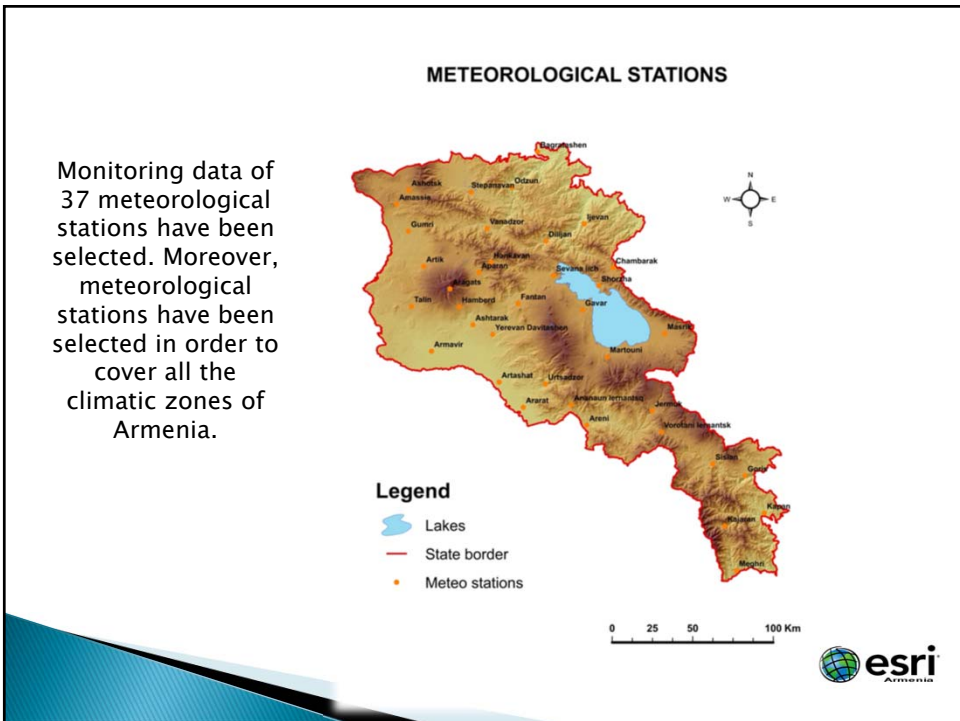 METEOROLOGICAL STATIONS
Monitoring data of
37 meteorological
stations have been
selected. Moreover,
meteorological
stations have been
selected in order to
cover all the
climatic zones of
Armenia.
Bagratashen
Ashotsk
Stepanavan
Odzun
Amassie
Gumri
Vanadzor
Ijevan
Dilijan
Artik
Hankavan
Aparan
Sevana lich
Chambarak
Shorzha
Aragats
Talin
Hamberd
Fantan
Gavar
Ashtarak
Yerevan Davitashen
Masrik
Armavir
Martouni
Artashat
Urtsadzor
Ararat
Ananaun lernantsq
Areni
Jermuk
Vorotani lernantsk
Sisian
Goris
Kapan
Kajaran
Meghri
N
W
E
S
Legend
Lakes
State border
Meteo stations
0 25 50 100 Km
esri
Armenia